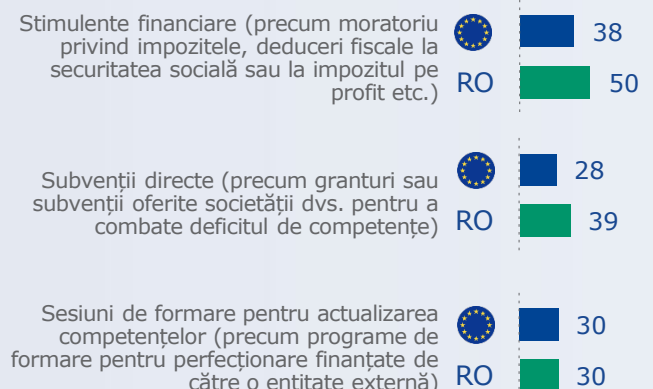 Stimulente financiare (precum moratoriu
privind impozitele, deduceri fiscale la
securitatea socială sau la impozitul pe
profit etc.)
38
RO
50
Subvenții directe (precum granturi sau
subvenții oferite societății dvs. pentru a
combate deficitul de competențe)
28
RO
39
Sesiuni de formare pentru actualizarea
competențelor (precum programe de
formare pentru perfecționare finanțate de
către o entitate externă)
30
RO
30